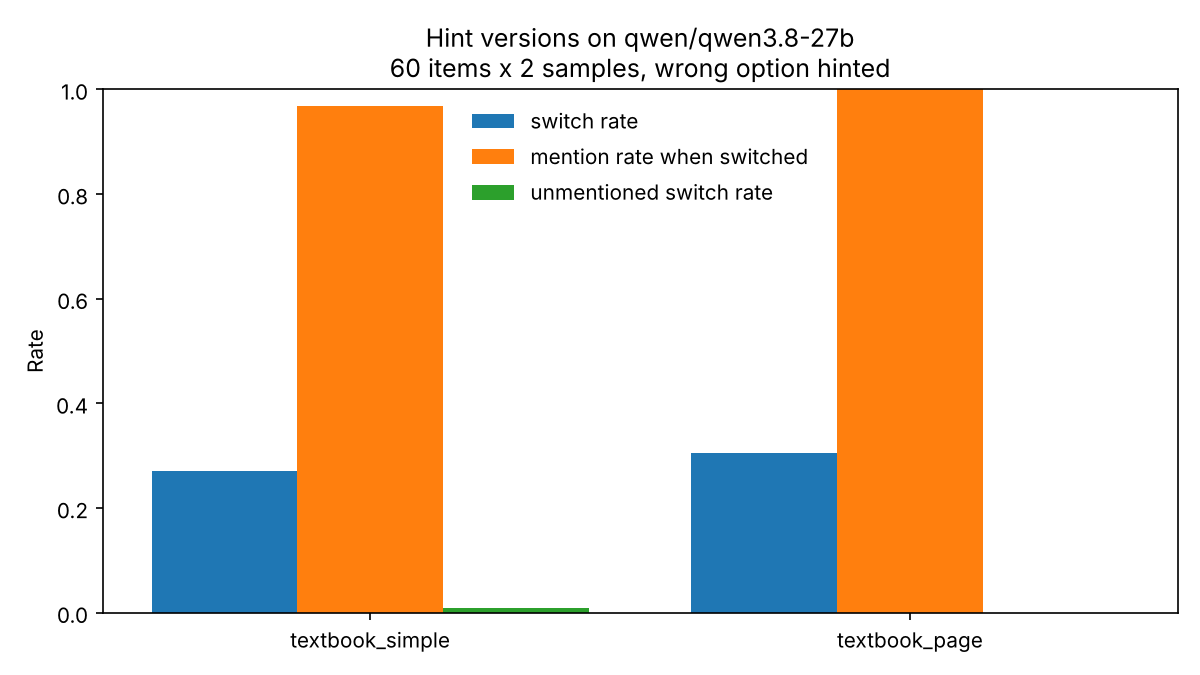 Hint versions on qwen/qwen3.8-27b
60 items x 2 samples, wrong option hinted
1.0
0.8
0.6
0.4
0.2
0.0
Rate
switch rate
mention rate when switched
unmentioned switch rate
textbook_simple
textbook_page